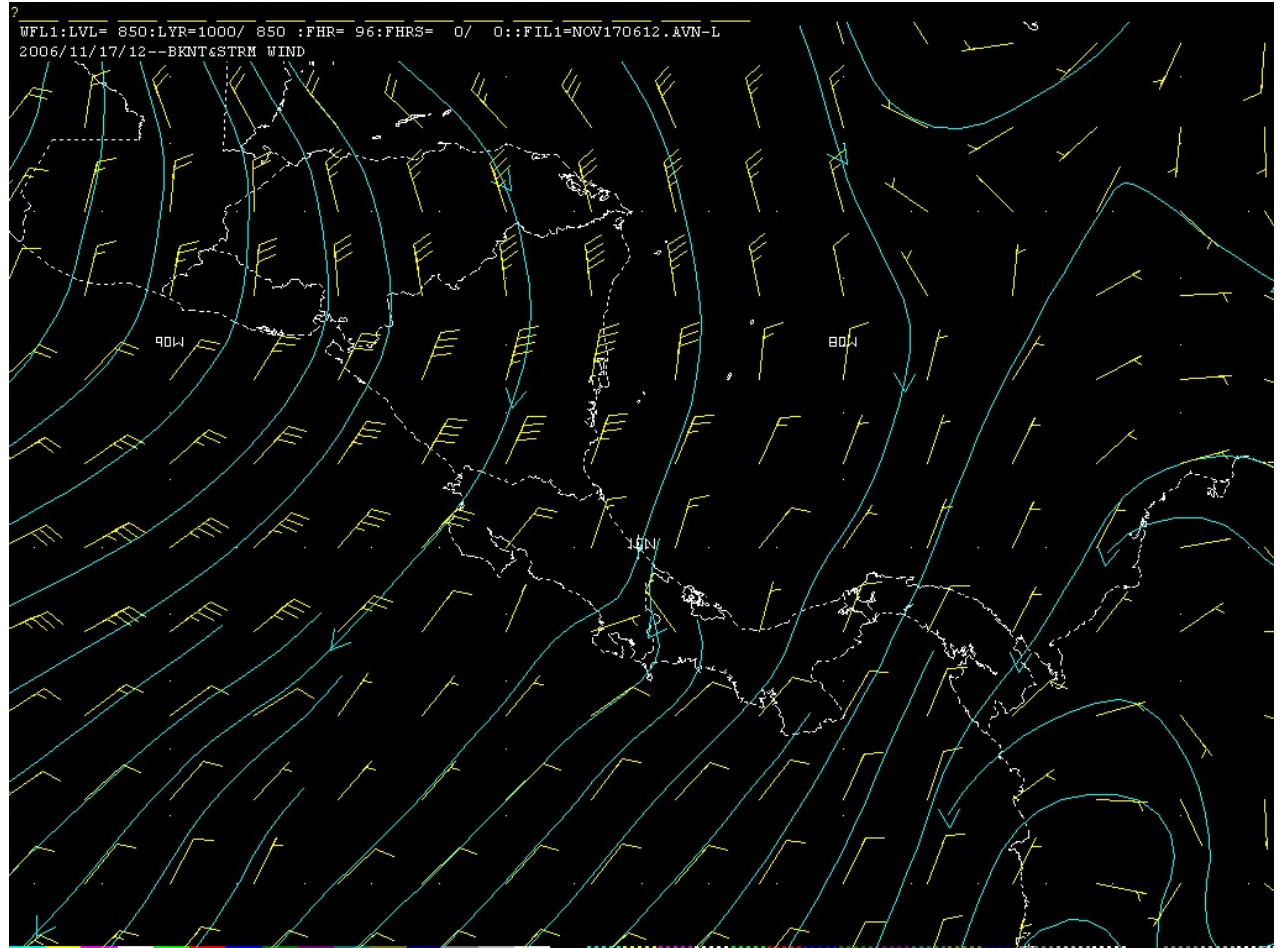 ?
WFL1:LVL= 850:LYR=1000/ 850 :FHR= 96:FHRS=  0/  0::FIL1=NOV170612.AVN-L
2006/11/17/12--BKNT&STRM WIND
90W
80W
10N